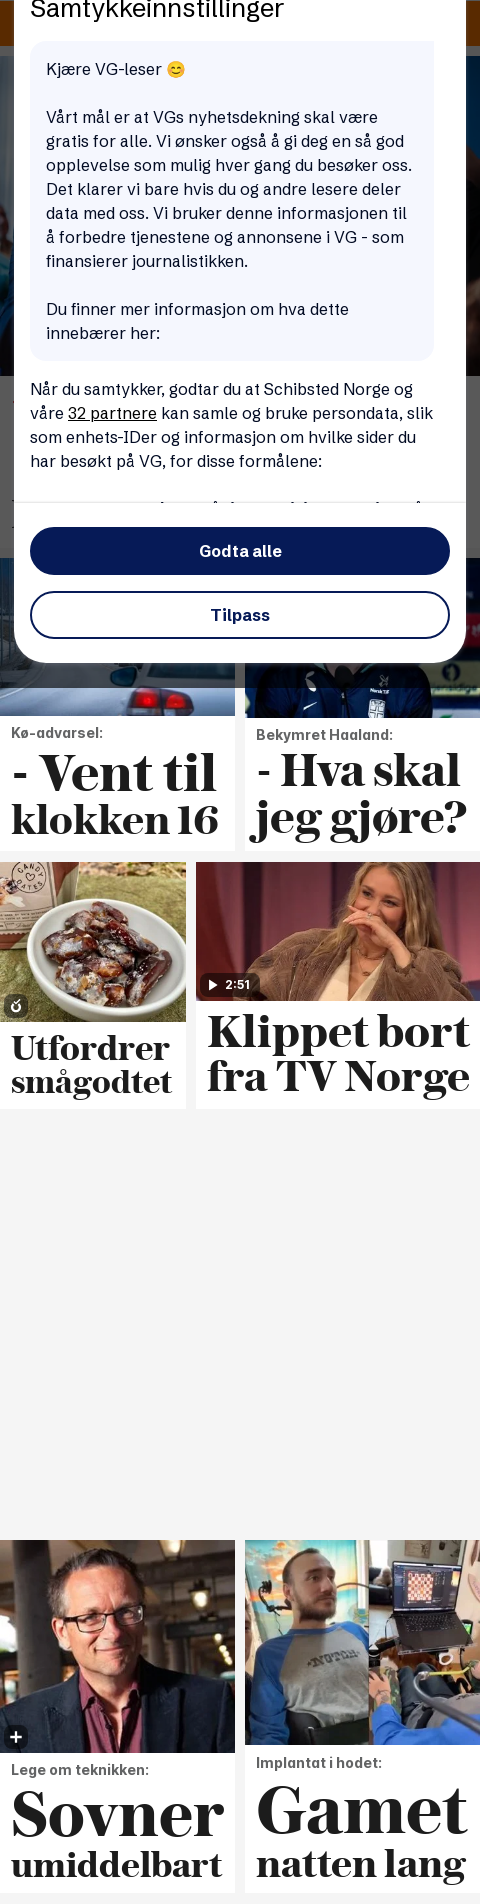 Samtykkeinnstillinger
Kjære VG-leser 😊
Vårt mål er at VGs nyhetsdekning skal være
gratis for alle. Vi ønsker også å gi deg en så god
opplevelse som mulig hver gang du besøker oss.
Det klarer vi bare hvis du og andre lesere deler
data med oss. Vi bruker denne informasjonen til
å forbedre tjenestene og annonsene i VG - som
finansierer journalistikken.
Du finner mer informasjon om hva dette
innebærer her:
Når du samtykker, godtar du at Schibsted Norge og
våre 32 partnere kan samle og bruke persondata, slik
som enhets-IDer og informasjon om hvilke sider du
har besøkt på VG, for disse formålene:
Godta alle
Tilpass
Kø-advarsel:
- Vent til
klokken 16
Bekymret Haaland:
- Hva skal
jeg gjøre?
Utfordrer
smågodtet
2:51
Klippet bort
fra TV Norge
Lege om teknikken:
Sovner
umiddelbart
Implantat i hodet:
Gamet
natten lang